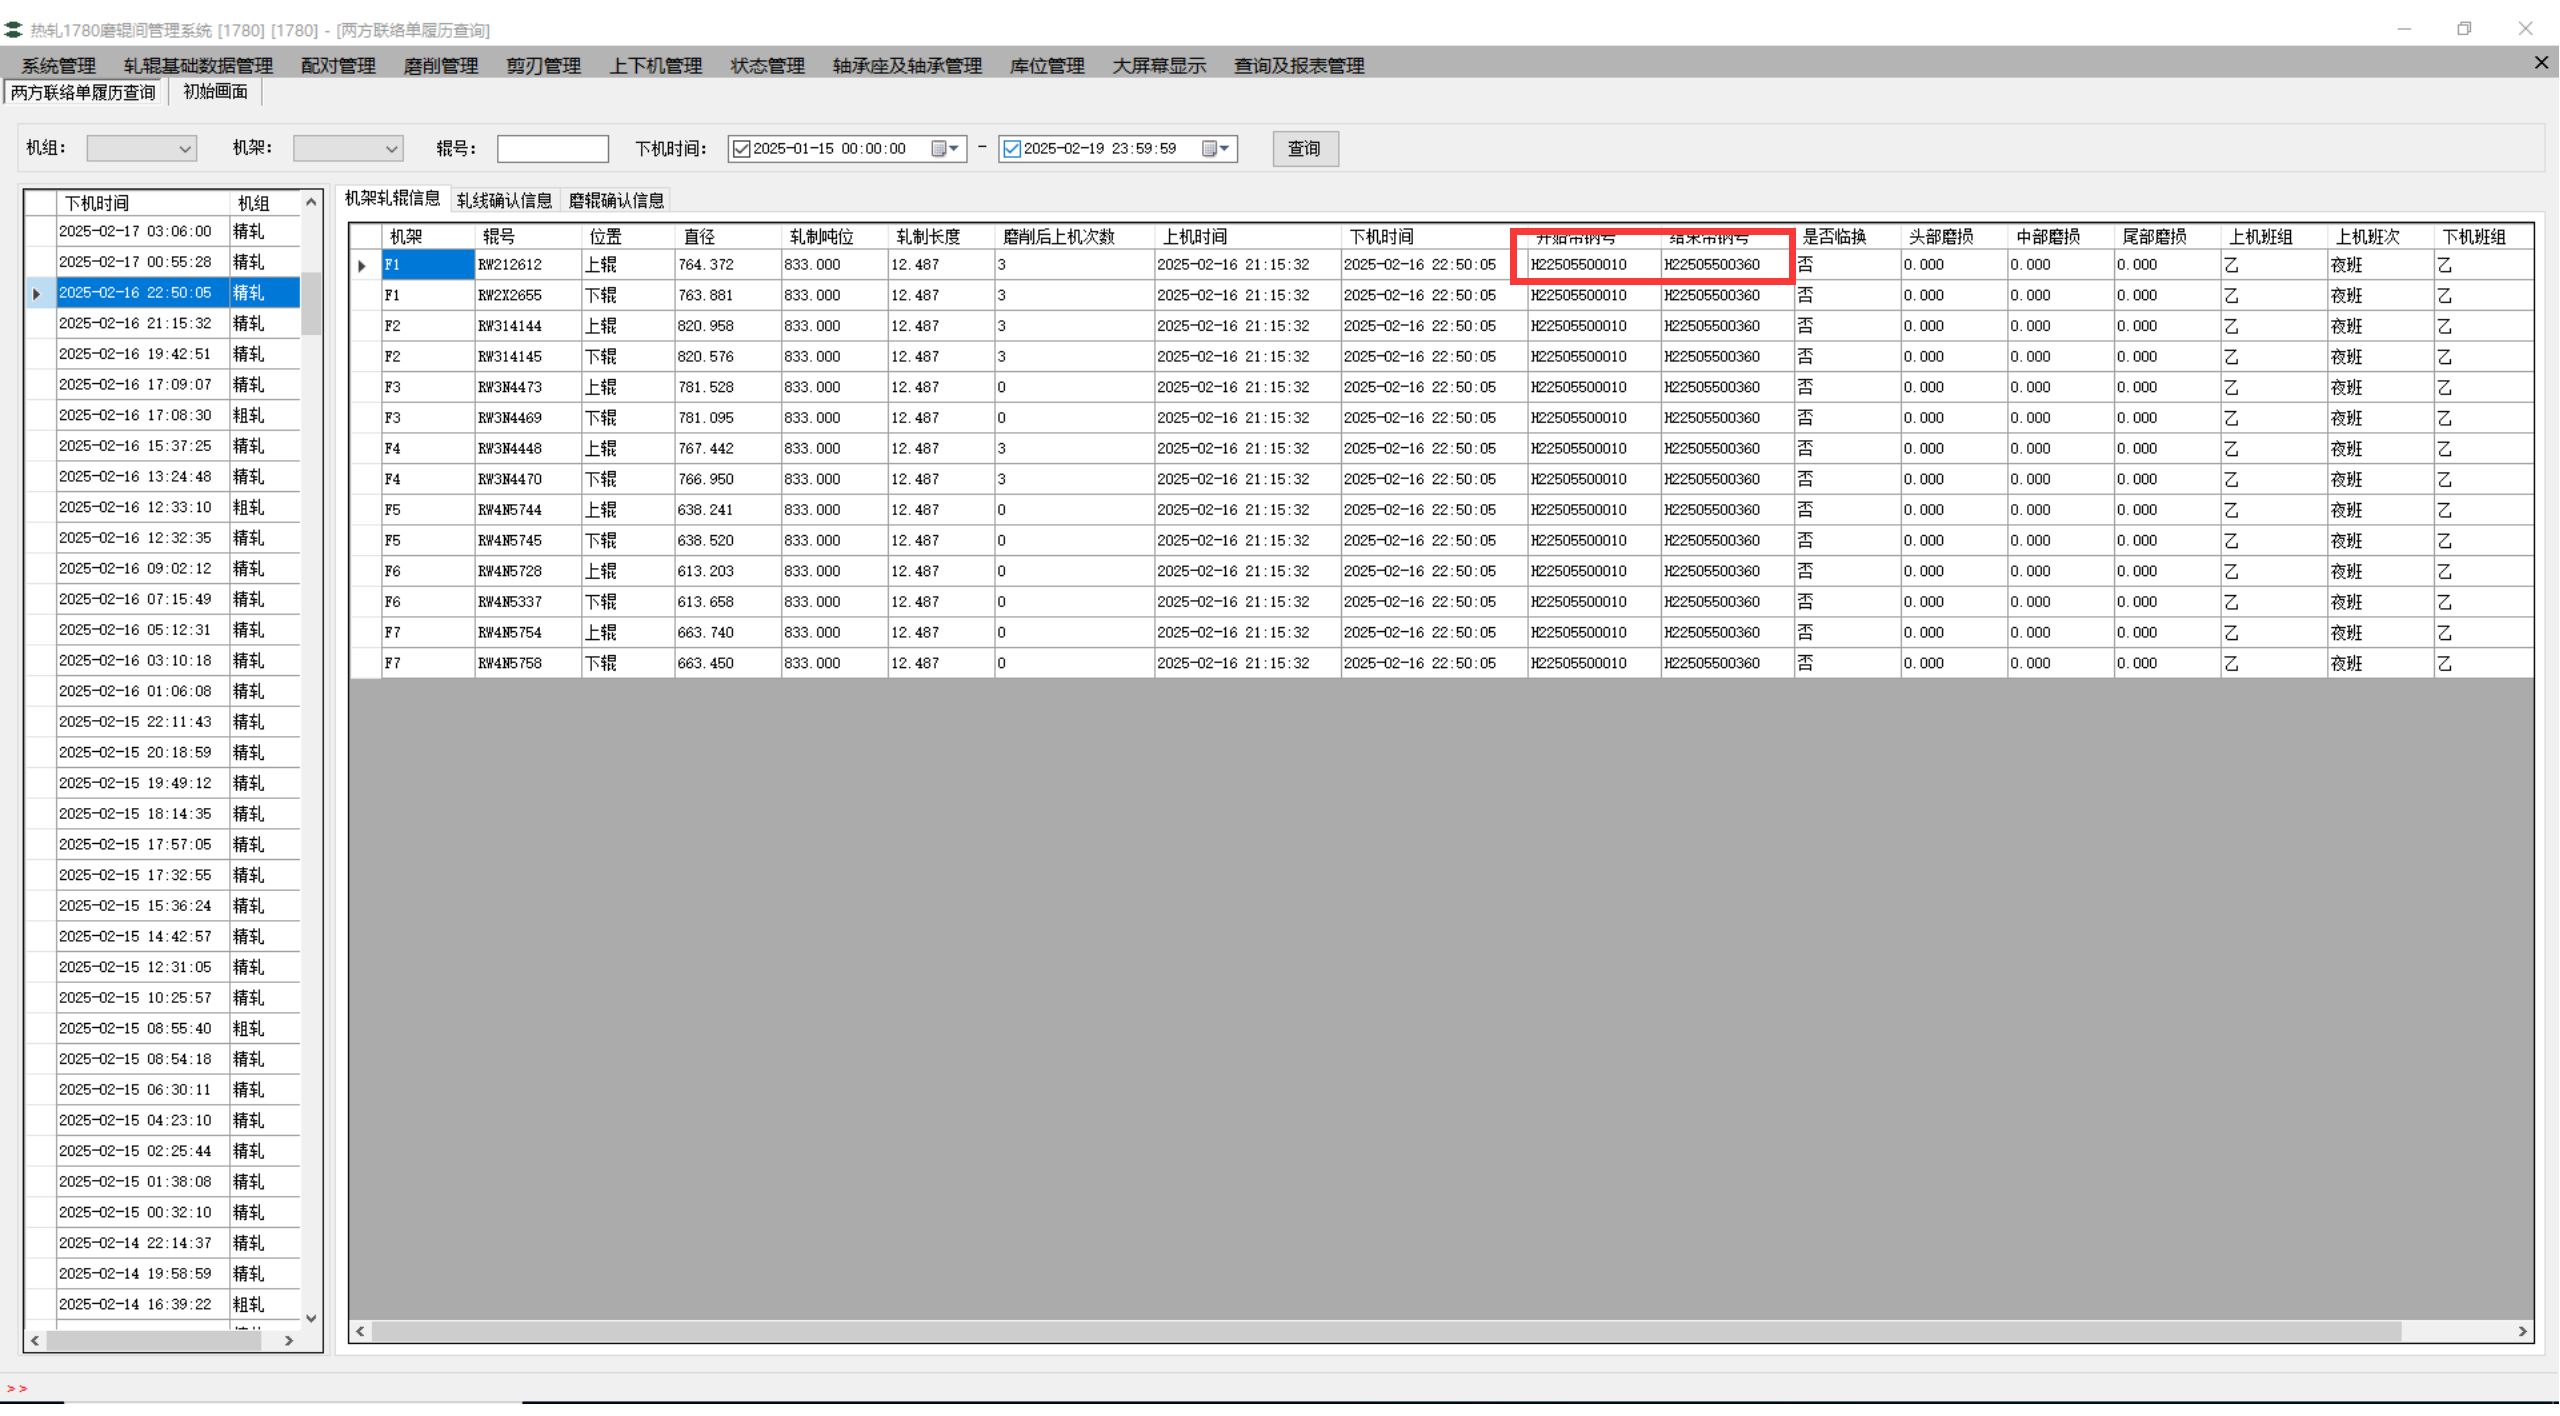 热轧1780磨辊间管理系统 [1780] [1780] - [两方联络单履历查询]
系统管理 轧辊基础数据管理 配对管理 磨削管理 剪刃管理 上下机管理 状态管理 轴承座及轴承管理 库位管理 大屏幕显示 查询及报表管理
两方联络单履历查询 初始画面
机组： 机架： 辊号： 下机时间： 2025-01-15 00:00:00 - 2025-02-19 23:59:59 查询
下机时间 机组
2025-02-17 03:06:00 精轧
2025-02-17 00:55:28 精轧
2025-02-16 22:50:05 精轧
2025-02-16 21:15:32 精轧
2025-02-16 19:42:51 精轧
2025-02-16 17:09:07 精轧
2025-02-16 17:08:30 粗轧
2025-02-16 15:37:25 精轧
2025-02-16 13:24:48 精轧
2025-02-16 12:33:10 粗轧
2025-02-16 12:32:35 精轧
2025-02-16 09:02:12 精轧
2025-02-16 07:15:49 精轧
2025-02-16 05:12:31 精轧
2025-02-16 03:10:18 精轧
2025-02-16 01:06:08 精轧
2025-02-15 22:11:43 精轧
2025-02-15 20:18:59 精轧
2025-02-15 19:49:12 精轧
2025-02-15 18:14:35 精轧
2025-02-15 17:57:05 精轧
2025-02-15 17:32:55 精轧
2025-02-15 15:36:24 精轧
2025-02-15 14:42:57 精轧
2025-02-15 12:31:05 精轧
2025-02-15 10:25:57 精轧
2025-02-15 08:55:40 粗轧
2025-02-15 08:54:18 精轧
2025-02-15 06:30:11 精轧
2025-02-15 04:23:10 精轧
2025-02-15 02:25:44 精轧
2025-02-15 01:38:08 精轧
2025-02-15 00:32:10 精轧
2025-02-14 22:14:37 精轧
2025-02-14 19:58:59 精轧
2025-02-14 16:39:22 粗轧
机架轧辊信息 轧线确认信息 磨辊确认信息
机架 辊号 位置 直径 轧制吨位 轧制长度 磨削后上机次数 上机时间 下机时间 开始带钢号 结束带钢号 是否临换 头部磨损 中部磨损 尾部磨损 上机班组 上机班次 下机班组
F1 RW212612 上辊 764.372 833.000 12.487 3 2025-02-16 21:15:32 2025-02-16 22:50:05 H22505500010 H22505500360 否 0.000 0.000 0.000 乙 夜班 乙
F1 RW2X2655 下辊 763.881 833.000 12.487 3 2025-02-16 21:15:32 2025-02-16 22:50:05 H22505500010 H22505500360 否 0.000 0.000 0.000 乙 夜班 乙
F2 RW314144 上辊 820.958 833.000 12.487 3 2025-02-16 21:15:32 2025-02-16 22:50:05 H22505500010 H22505500360 否 0.000 0.000 0.000 乙 夜班 乙
F2 RW314145 下辊 820.576 833.000 12.487 3 2025-02-16 21:15:32 2025-02-16 22:50:05 H22505500010 H22505500360 否 0.000 0.000 0.000 乙 夜班 乙
F3 RW3N4473 上辊 781.528 833.000 12.487 0 2025-02-16 21:15:32 2025-02-16 22:50:05 H22505500010 H22505500360 否 0.000 0.000 0.000 乙 夜班 乙
F3 RW3N4469 下辊 781.095 833.000 12.487 0 2025-02-16 21:15:32 2025-02-16 22:50:05 H22505500010 H22505500360 否 0.000 0.000 0.000 乙 夜班 乙
F4 RW3N4448 上辊 767.442 833.000 12.487 3 2025-02-16 21:15:32 2025-02-16 22:50:05 H22505500010 H22505500360 否 0.000 0.000 0.000 乙 夜班 乙
F4 RW3N4470 下辊 766.950 833.000 12.487 3 2025-02-16 21:15:32 2025-02-16 22:50:05 H22505500010 H22505500360 否 0.000 0.000 0.000 乙 夜班 乙
F5 RW4N5744 上辊 638.241 833.000 12.487 0 2025-02-16 21:15:32 2025-02-16 22:50:05 H22505500010 H22505500360 否 0.000 0.000 0.000 乙 夜班 乙
F5 RW4N5745 下辊 638.520 833.000 12.487 0 2025-02-16 21:15:32 2025-02-16 22:50:05 H22505500010 H22505500360 否 0.000 0.000 0.000 乙 夜班 乙
F6 RW4N5728 上辊 613.203 833.000 12.487 0 2025-02-16 21:15:32 2025-02-16 22:50:05 H22505500010 H22505500360 否 0.000 0.000 0.000 乙 夜班 乙
F6 RW4N5337 下辊 613.658 833.000 12.487 0 2025-02-16 21:15:32 2025-02-16 22:50:05 H22505500010 H22505500360 否 0.000 0.000 0.000 乙 夜班 乙
F7 RW4N5754 上辊 663.740 833.000 12.487 0 2025-02-16 21:15:32 2025-02-16 22:50:05 H22505500010 H22505500360 否 0.000 0.000 0.000 乙 夜班 乙
F7 RW4N5758 下辊 663.450 833.000 12.487 0 2025-02-16 21:15:32 2025-02-16 22:50:05 H22505500010 H22505500360 否 0.000 0.000 0.000 乙 夜班 乙
>>